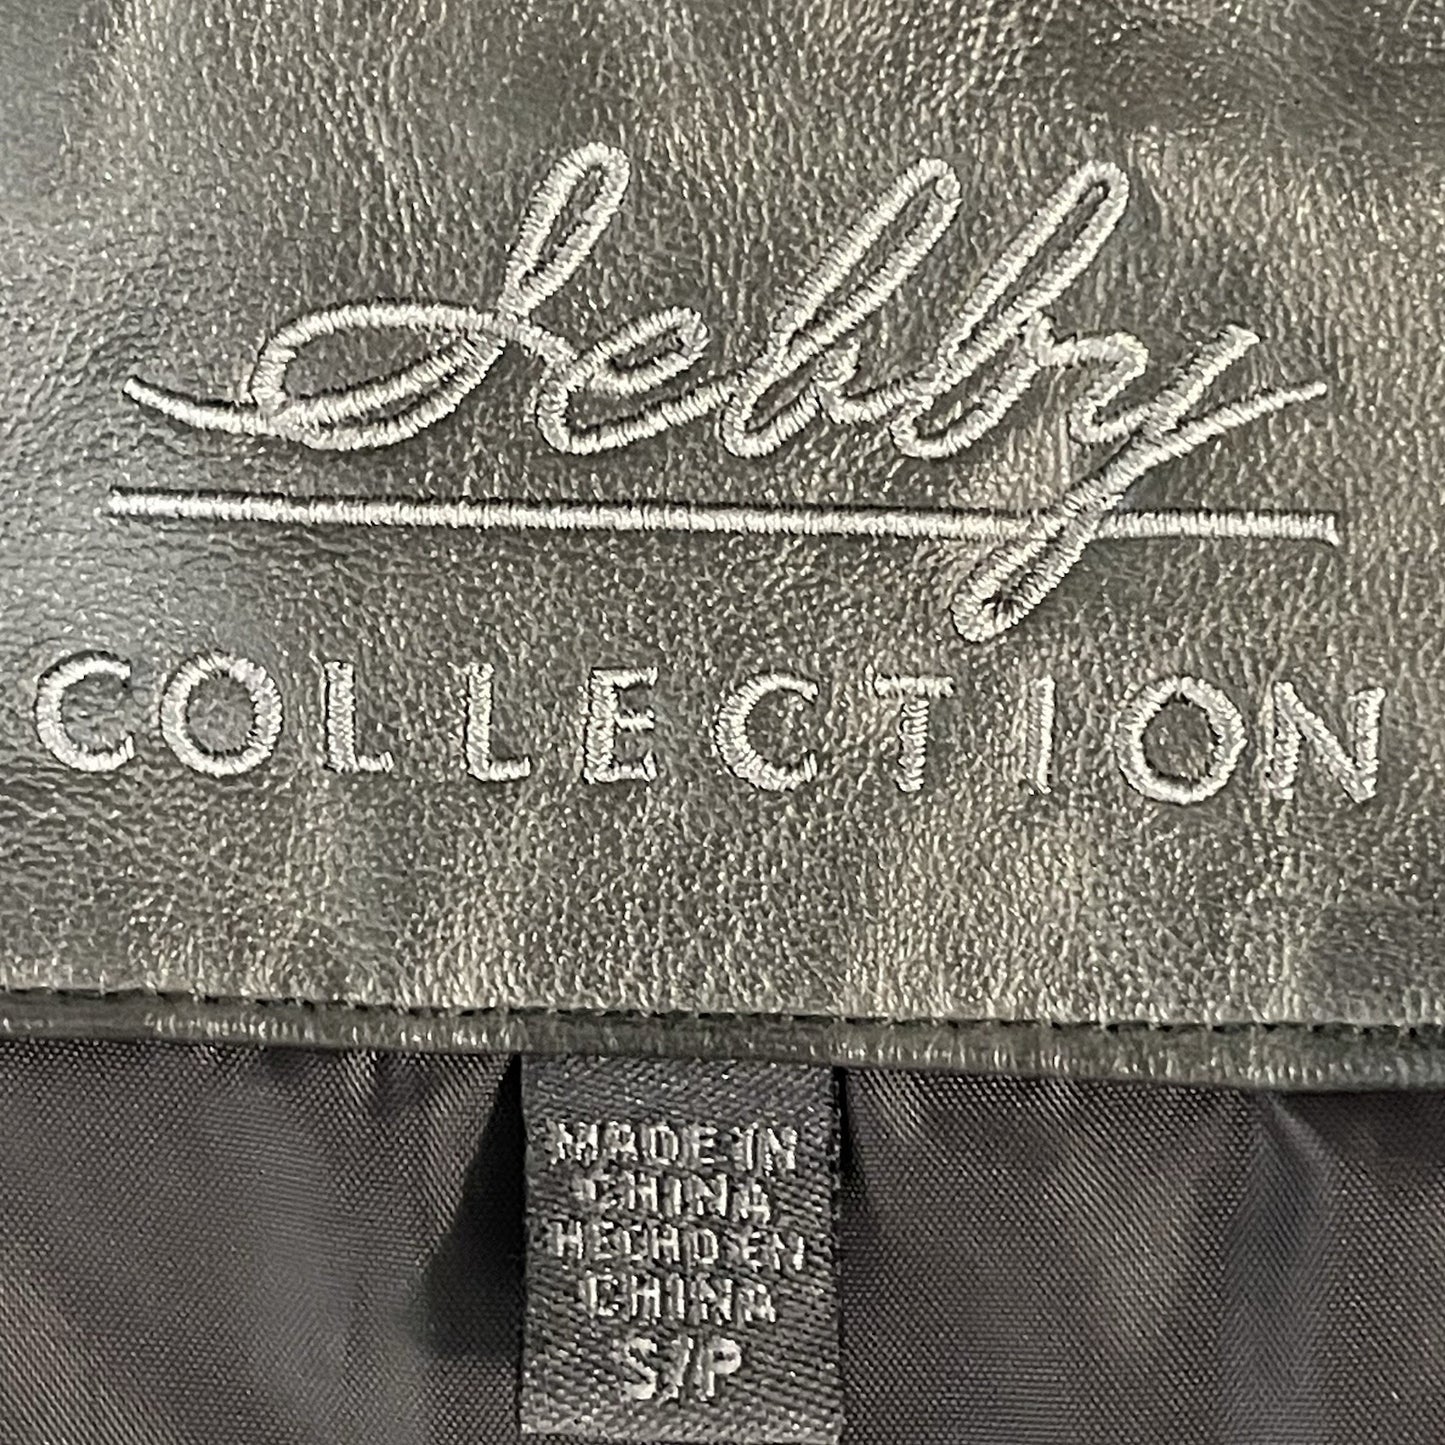 Sebby
COLLECTION
MADE IN
CHINA
HECHO EN
CHINA
S/P